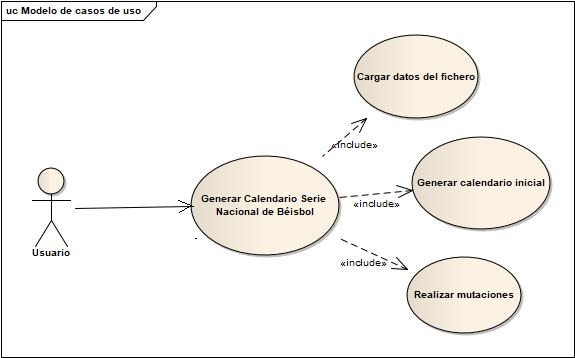 uc Modelo de casos de uso
Cargar datos del fichero
«include»
Generar Calendario Serie
Nacional de Béisbol
Generar calendario inicial
«include»
Usuario
«include»
Realizar mutaciones